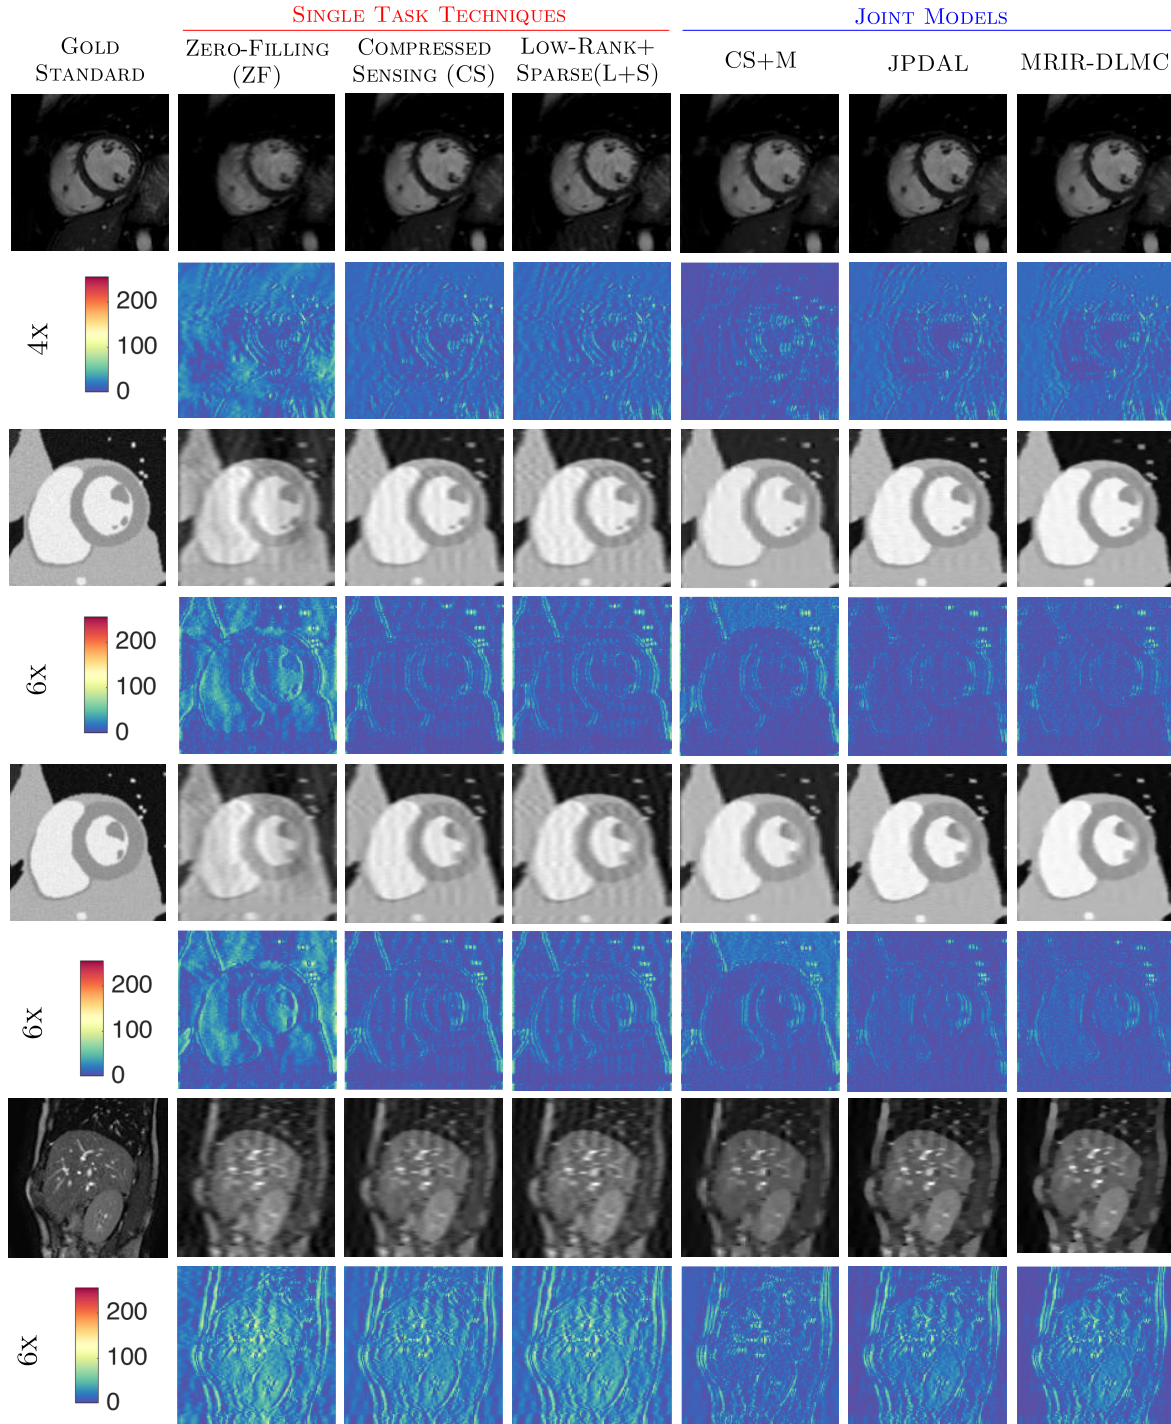 SINGLE TASK TECHNIQUES
JOINT MODELS
GOLD
STANDARD
ZERO-FILLING
(ZF)
COMPRESSED
SENSING (CS)
LOW-RANK+
SPARSE(L+S)
CS+M
JPDAL
MRIR-DLMC
4X
200
100
0
6X
200
100
0
6X
200
100
0
6X
200
100
0